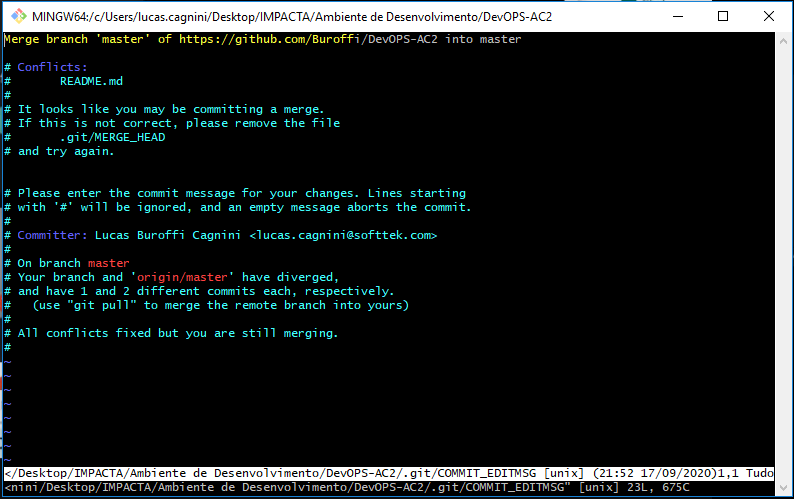 MINGW64:/c/Users/lucas.cagnini/Desktop/IMPACTA/Ambiente de Desenvolvimento/DevOPS-AC2
Merge branch 'master' of https://github.com/Buroffi/DevOPS-AC2 into master
# Conflicts:
#       README.md
#
# It looks like you may be committing a merge.
# If this is not correct, please remove the file
#       .git/MERGE_HEAD
# and try again.
# Please enter the commit message for your changes. Lines starting
# with '#' will be ignored, and an empty message aborts the commit.
#
# Committer: Lucas Buroffi Cagnini <lucas.cagnini@softtek.com>
#
# On branch master
# Your branch and 'origin/master' have diverged,
# and have 1 and 2 different commits each, respectively.
#   (use "git pull" to merge the remote branch into yours)
#
# All conflicts fixed but you are still merging.
#
~
~
~
~
~
~
~
~
</Desktop/IMPACTA/Ambiente de Desenvolvimento/DevOPS-AC2/.git/COMMIT_EDITMSG [unix] (21:52 17/09/2020)1,1 Tudo
<nini/Desktop/IMPACTA/Ambiente de Desenvolvimento/DevOPS-AC2/.git/COMMIT_EDITMSG" [unix] 23L, 675C